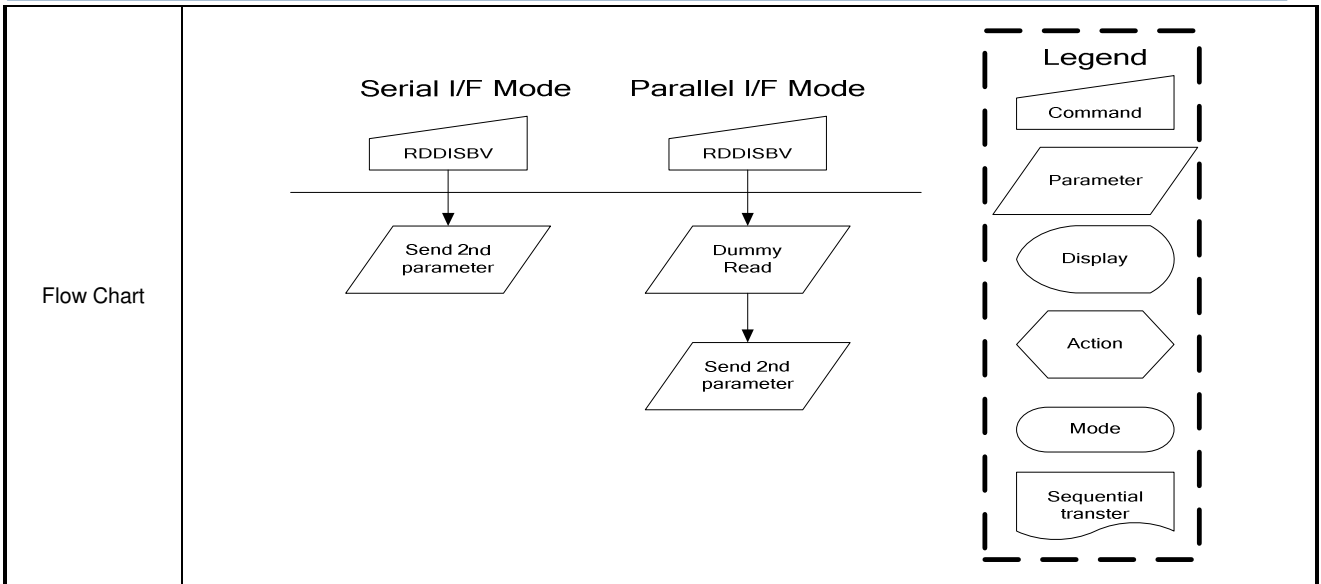 Flow Chart
Serial I/F Mode
RDDISBV
Send 2nd
parameter
Parallel I/F Mode
RDDISBV
Dummy
Read
Send 2nd
parameter
Legend
Command
Parameter
Display
Action
Mode
Sequential
transter